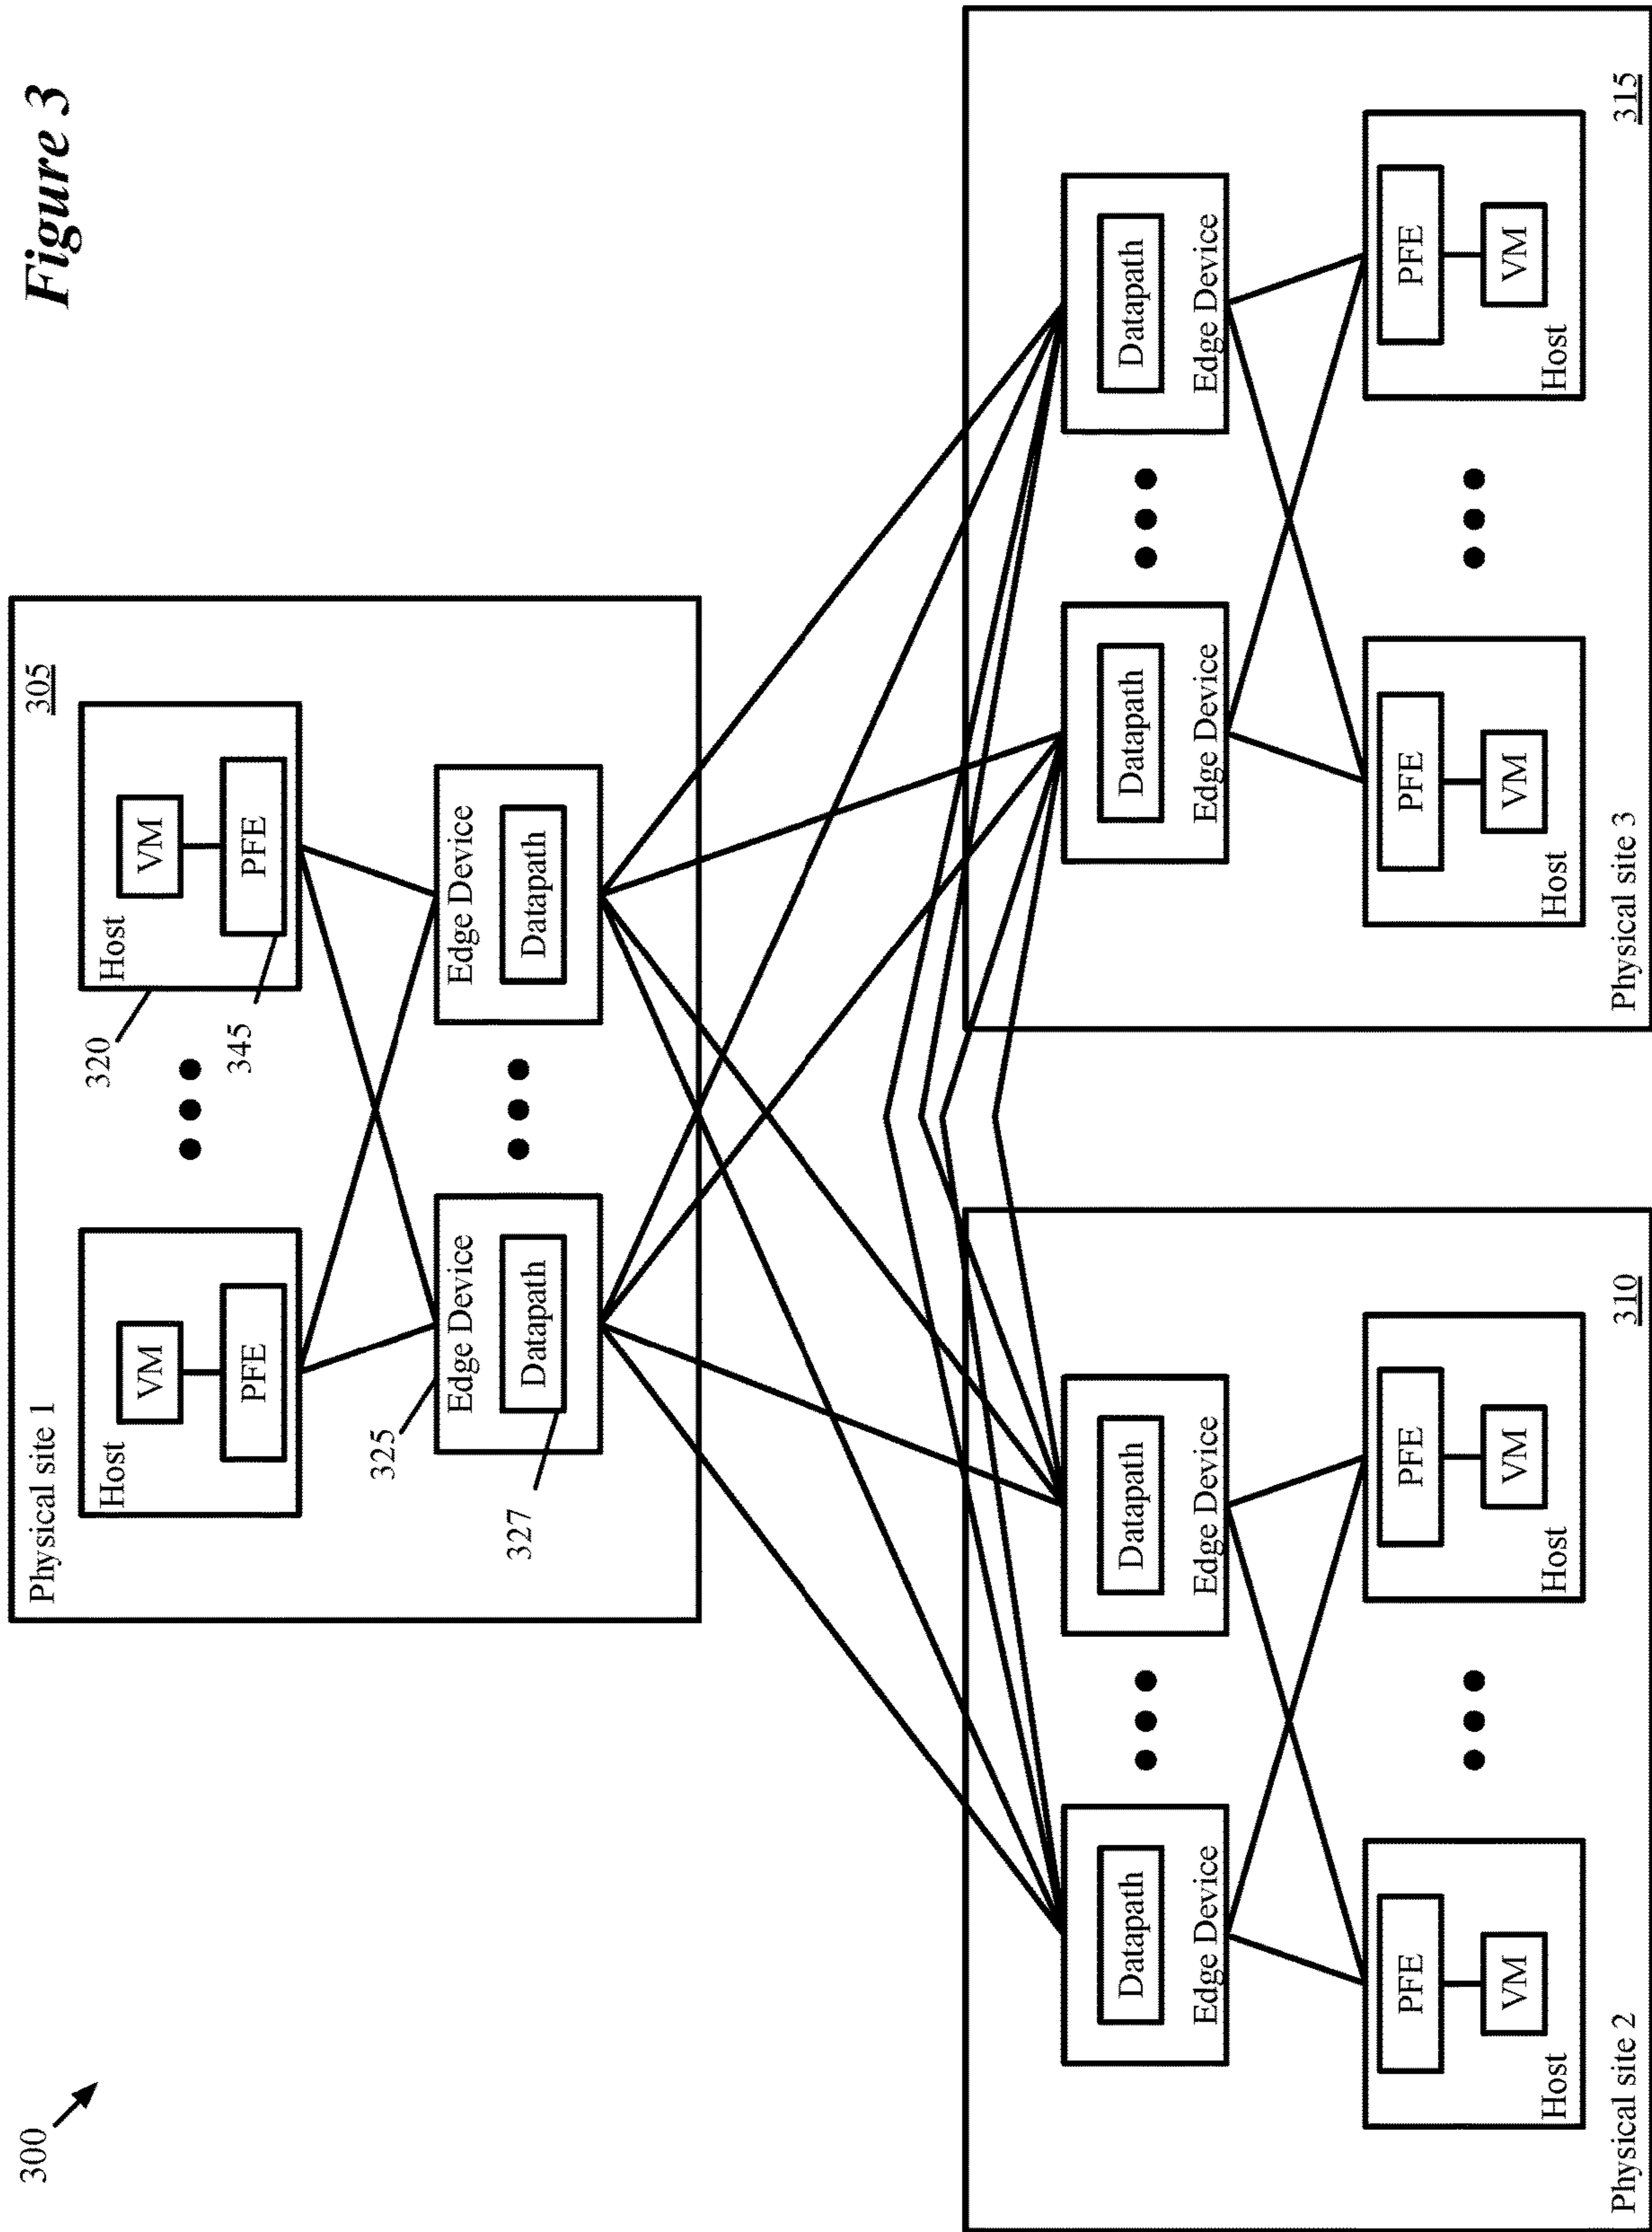 Figure 3
300
Physical site 1
305
Host
VM
PFE
Host
VM
PFE
320
345
325
Edge Device
Datapath
327
Edge Device
Datapath
Datapath
Edge Device
Datapath
Edge Device
PFE
VM
Host
PFE
VM
Host
Physical site 2
310
Datapath
Edge Device
Datapath
Edge Device
PFE
VM
Host
PFE
VM
Host
Physical site 3
315